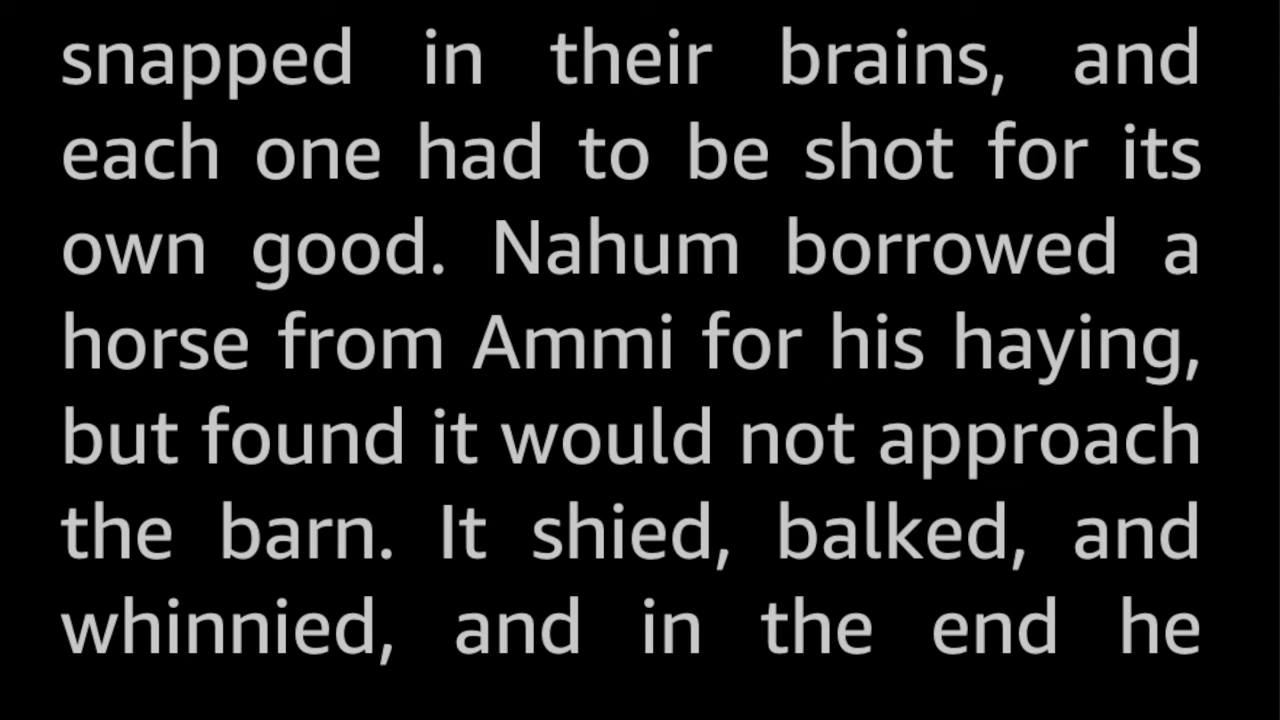 snapped in their brains, and
each one had to be shot for its
own good. Nahum borrowed a
horse from Ammi for his haying,
but found it would not approach
the barn. It shied, balked, and
whinnied, and in the end he